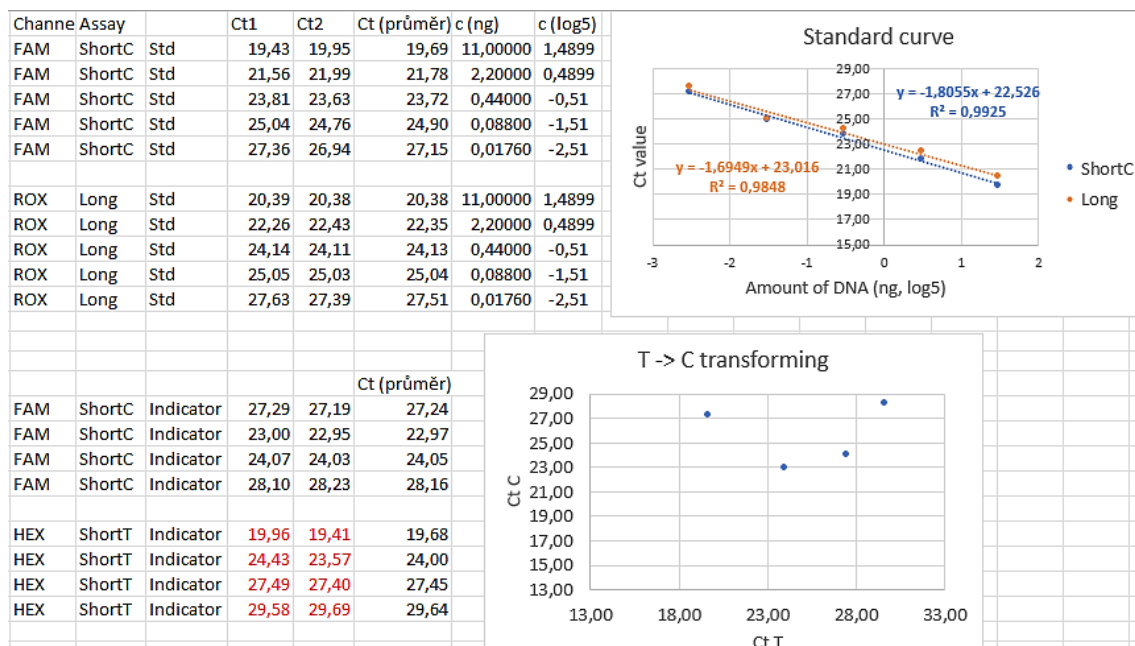 Channe Assay Ct1 Ct2 Ct (průměr) c (ng) c (log5)
FAM ShortC Std 19,43 19,95 19,69 11,00000 1,4899
FAM ShortC Std 21,56 21,99 21,78 2,20000 0,4899
FAM ShortC Std 23,81 23,63 23,72 0,44000 -0,51
FAM ShortC Std 25,04 24,76 24,90 0,08800 -1,51
FAM ShortC Std 27,36 26,94 27,15 0,01760 -2,51
ROX Long Std 20,39 20,38 20,38 11,00000 1,4899
ROX Long Std 22,26 22,43 22,35 2,20000 0,4899
ROX Long Std 24,14 24,11 24,13 0,44000 -0,51
ROX Long Std 25,05 25,03 25,04 0,08800 -1,51
ROX Long Std 27,63 27,39 27,51 0,01760 -2,51
Standard curve
Ct value
29,00
27,00
25,00
23,00
21,00
19,00
17,00
15,00
y = -1,8055x + 22,526
R² = 0,9925
y = -1,6949x + 23,016
R² = 0,9848
ShortC
Long
-3 -2 -1 0 1 2
Amount of DNA (ng, log5)
Ct (průměr)
FAM ShortC Indicator 27,29 27,19 27,24
FAM ShortC Indicator 23,00 22,95 22,97
FAM ShortC Indicator 24,07 24,03 24,05
FAM ShortC Indicator 28,10 28,23 28,16
HEX ShortT Indicator 19,96 19,41 19,68
HEX ShortT Indicator 24,43 23,57 24,00
HEX ShortT Indicator 27,49 27,40 27,45
HEX ShortT Indicator 29,58 29,69 29,64
T -> C transforming
Ct C
29,00
27,00
25,00
23,00
21,00
19,00
17,00
15,00
13,00
13,00 18,00 23,00 28,00 33,00
Ct T